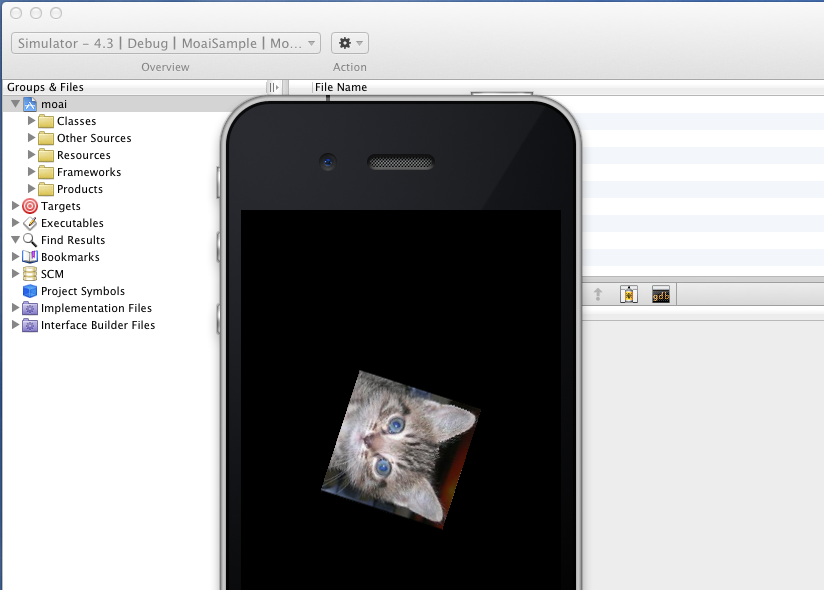 Simulator – 4.3 | Debug | MoaiSample | Mo...
Overview
Action
Groups & Files
File Name
moai
Classes
Other Sources
Resources
Frameworks
Products
Targets
Executables
Find Results
Bookmarks
SCM
Project Symbols
Implementation Files
Interface Builder Files
gdb